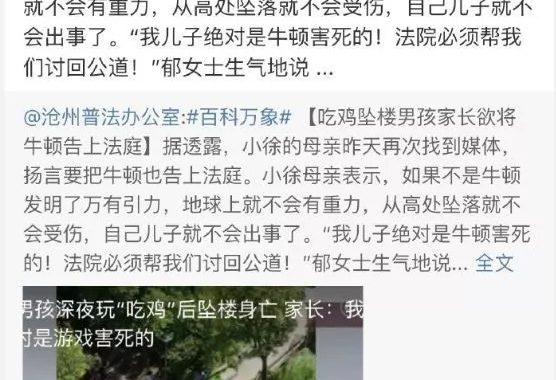 就不会有重力，从高处坠落就不会受伤，自己儿子就不
会出事了。“我儿子绝对是牛顿害死的！法院必须帮我
们讨回公道！”郁女士生气地说 ...
@沧州普法办公室:#百科万象# 【吃鸡坠楼男孩家长欲将
牛顿告上法庭】据透露，小徐的母亲昨天再次找到媒体，
扬言要把牛顿也告上法庭。小徐母亲表示，如果不是牛顿
发明了万有引力，地球上就不会有重力，从高处坠落就不
会受伤，自己儿子就不会出事了。“我儿子绝对是牛顿害死
的！法院必须帮我们讨回公道！”郁女士生气地说... 全文
男孩深夜玩“吃鸡”后坠楼身亡 家长：我
对是游戏害死的